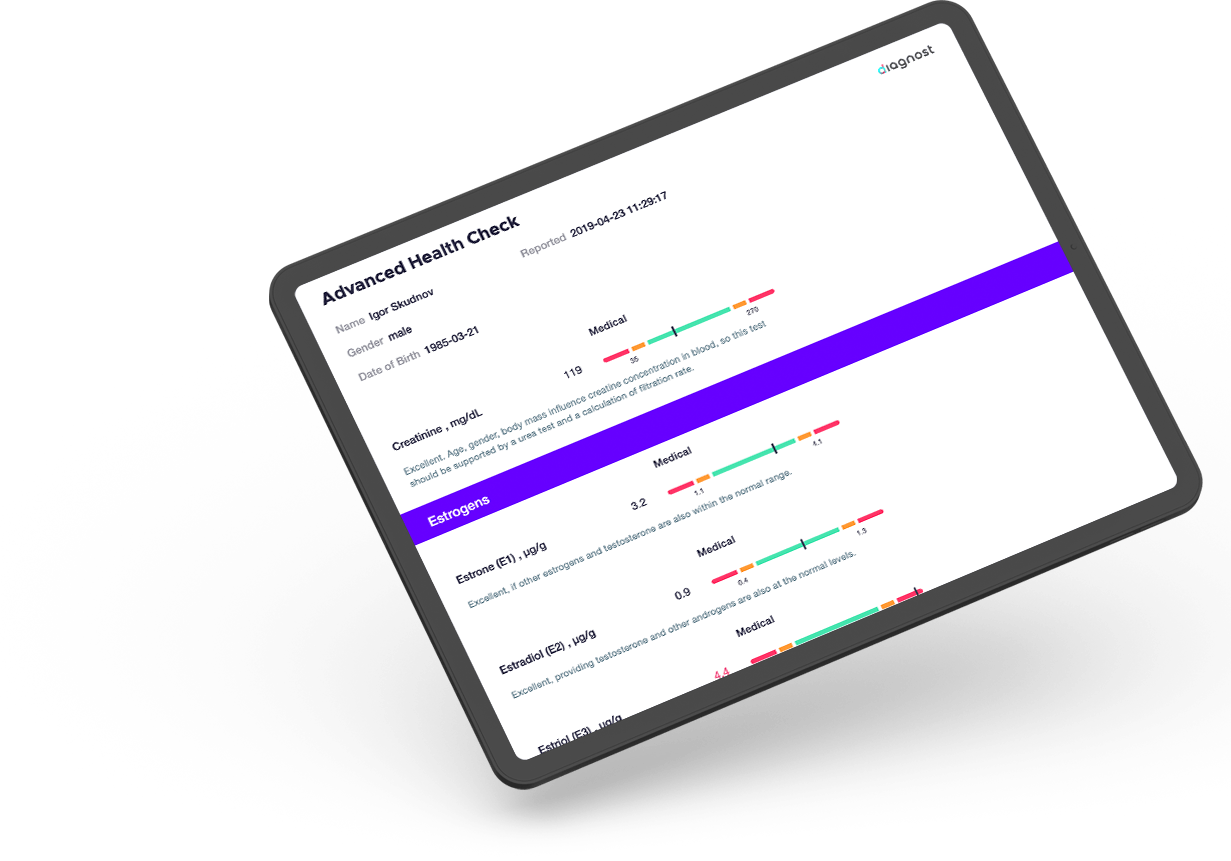 diagnost
Advanced Health Check
Reported 2019-04-23 11:29:17
Name Igor Skudnov
Gender male
Date of Birth 1985-03-21
Medical
119
35
270
Creatinine , mg/dL
Excellent. Age, gender, body mass influence creatine concentration in blood, so this test
should be supported by a urea test and a calculation of filtration rate.
Estrogens
Medical
3.2
1.1
4.1
Estrone (E1) , µg/g
Excellent, if other estrogens and testosterone are also within the normal range.
Medical
0.9
0.4
1.3
Estradiol (E2) , µg/g
Excellent, providing testosterone and other androgens are also at the normal levels.
Medical
4.4
Estriol (E3) , µg/g